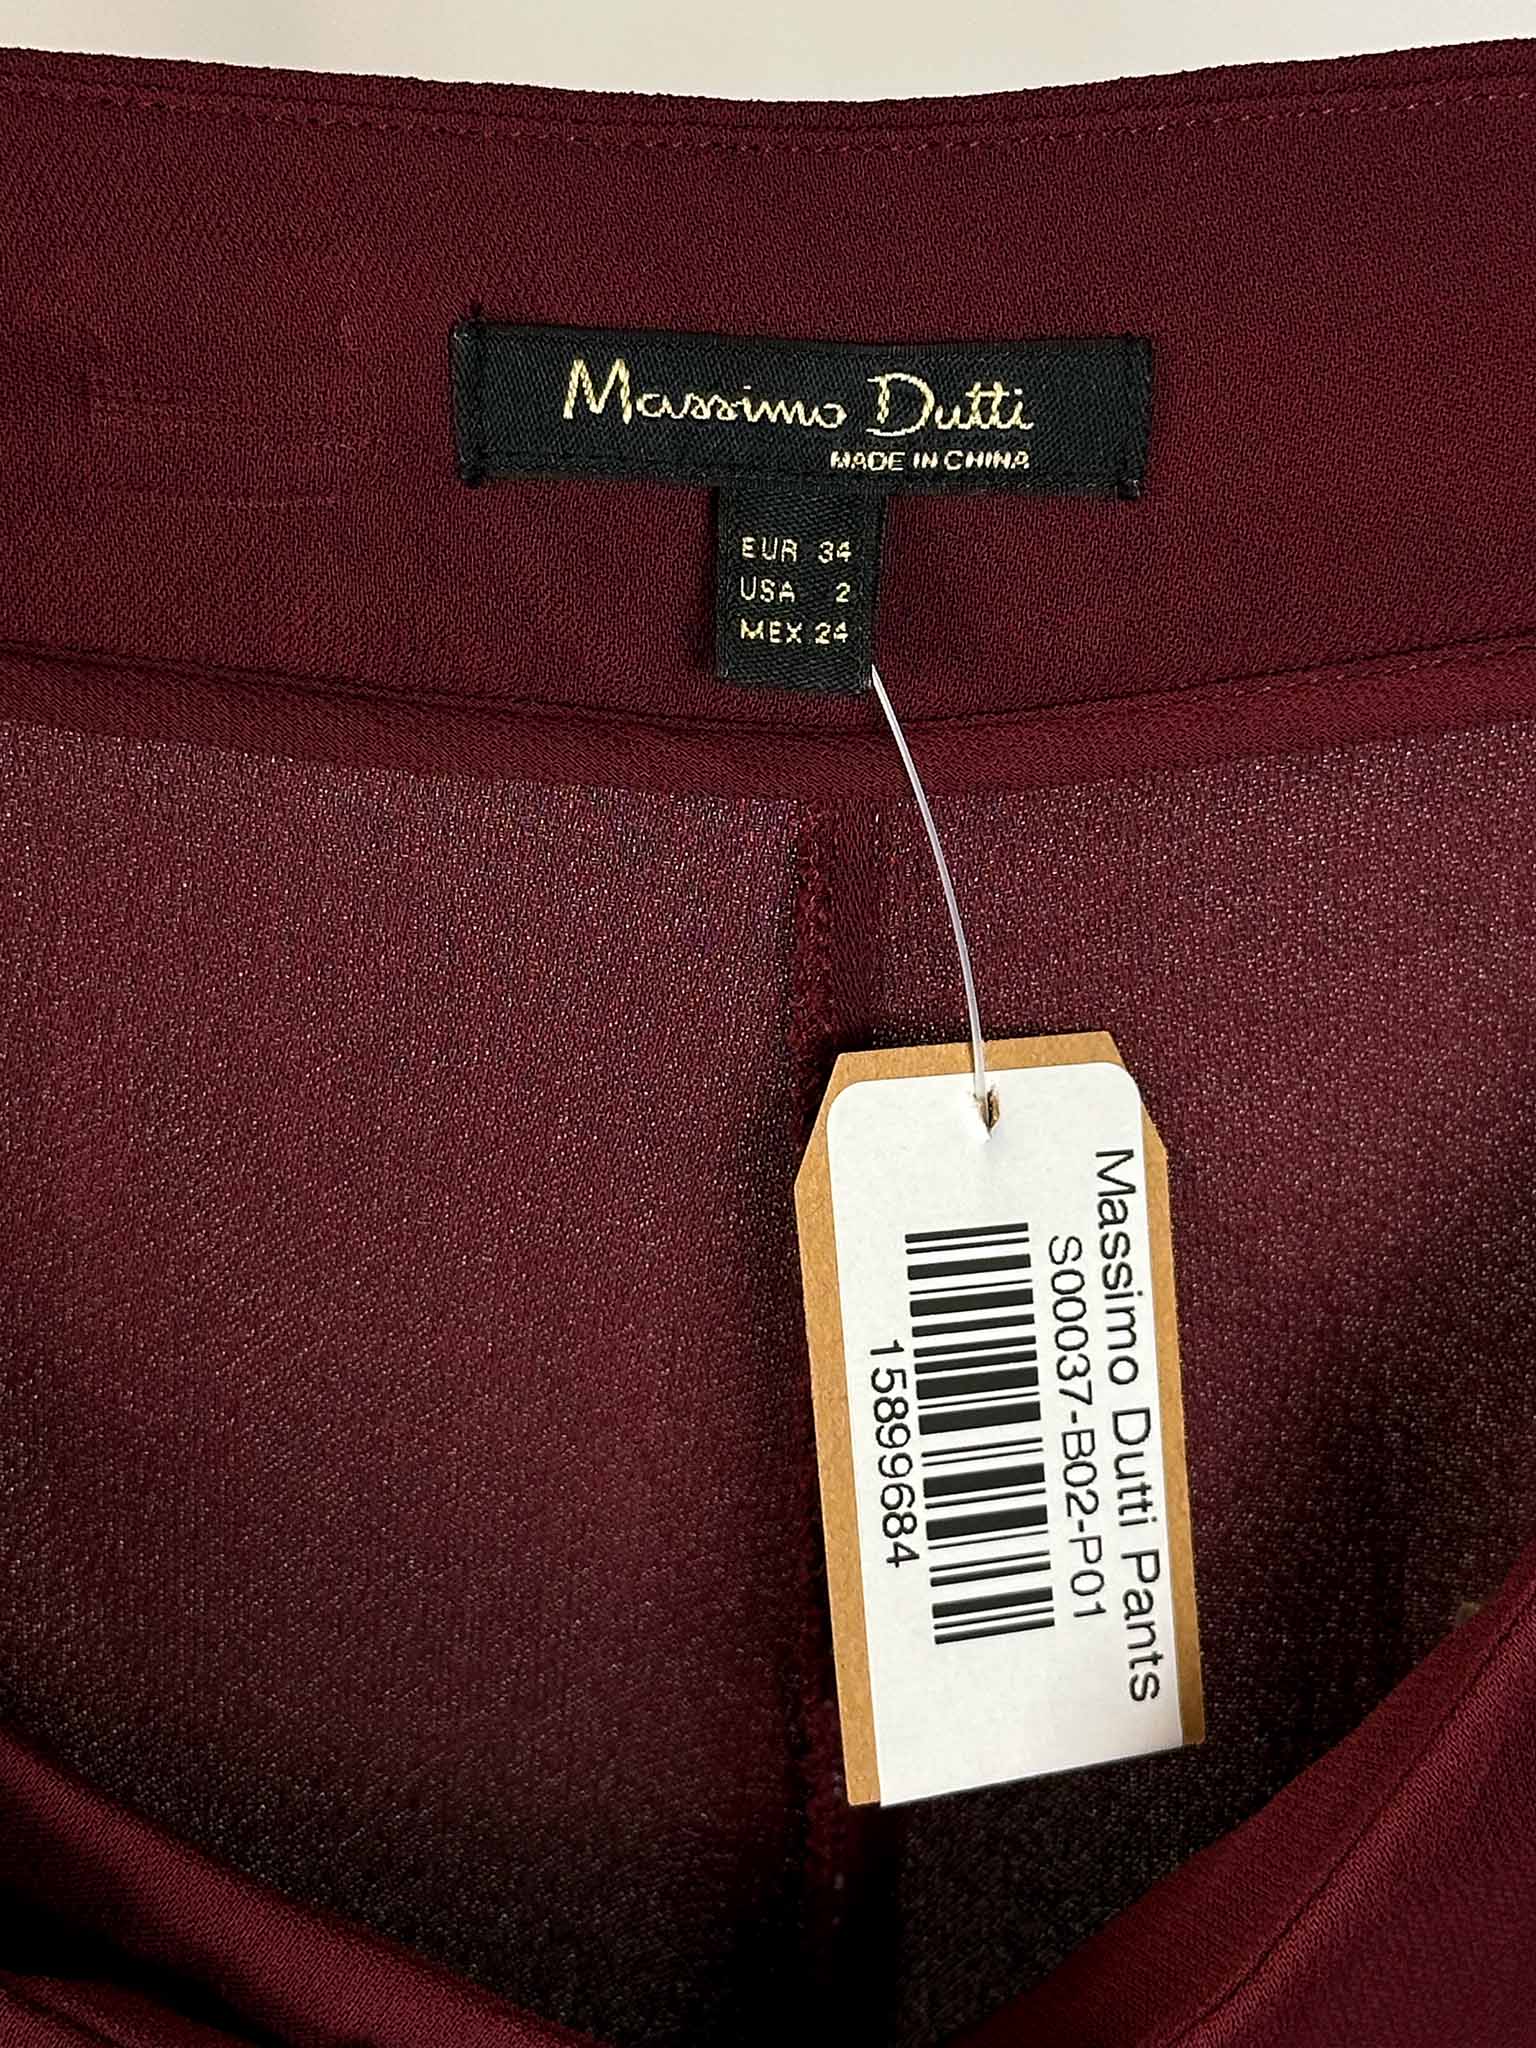 Massimo Dutti
MADE IN CHINA
EUR 34
USA 2
MEX 24
Massimo Dutti Pants
S00037-B02-P01
15899684